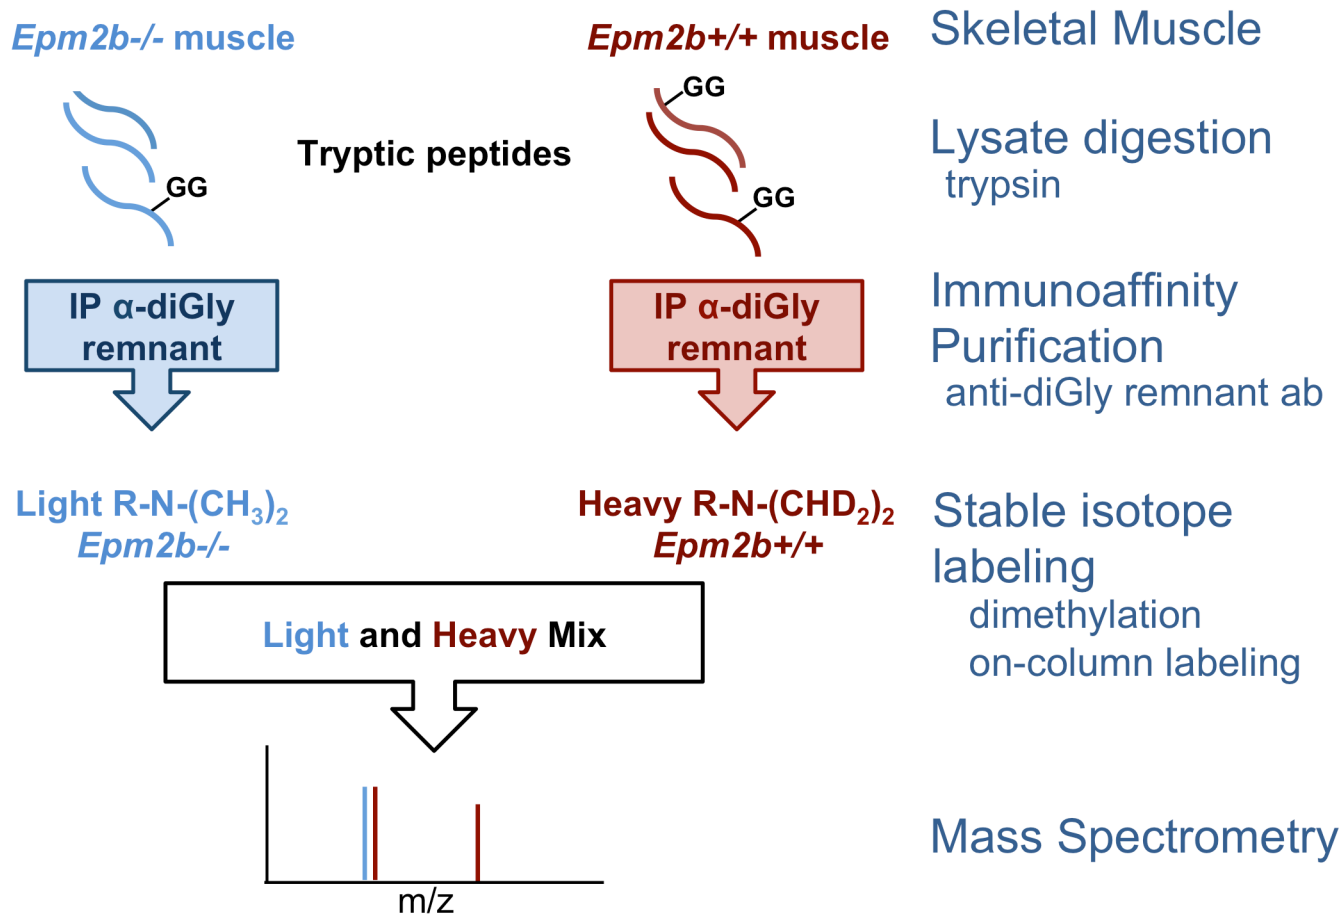 Epm2b-/- muscle
Epm2b+/+ muscle
Skeletal Muscle
GG
Tryptic peptides
Lysate digestion
trypsin
GG
GG
IP α-diGly
remnant
IP α-diGly
remnant
Immunoaffinity
Purification
anti-diGly remnant ab
Light R-N-(CH₃)₂
Epm2b-/-
Heavy R-N-(CHD₂)₂
Epm2b+/+
Stable isotope
labeling
dimethylation
on-column labeling
Light and Heavy Mix
Mass Spectrometry
m/z